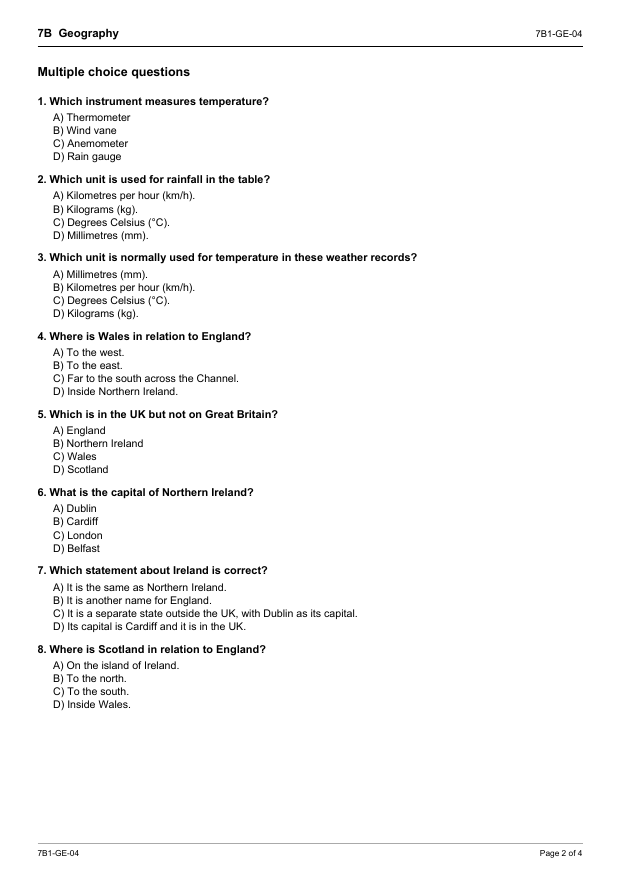 7B Geography
7B1-GE-04
Multiple choice questions
1. Which instrument measures temperature?
A) Thermometer
B) Wind vane
C) Anemometer
D) Rain gauge
2. Which unit is used for rainfall in the table?
A) Kilometres per hour (km/h).
B) Kilograms (kg).
C) Degrees Celsius (°C).
D) Millimetres (mm).
3. Which unit is normally used for temperature in these weather records?
A) Millimetres (mm).
B) Kilometres per hour (km/h).
C) Degrees Celsius (°C).
D) Kilograms (kg).
4. Where is Wales in relation to England?
A) To the west.
B) To the east.
C) Far to the south across the Channel.
D) Inside Northern Ireland.
5. Which is in the UK but not on Great Britain?
A) England
B) Northern Ireland
C) Wales
D) Scotland
6. What is the capital of Northern Ireland?
A) Dublin
B) Cardiff
C) London
D) Belfast
7. Which statement about Ireland is correct?
A) It is the same as Northern Ireland.
B) It is another name for England.
C) It is a separate state outside the UK, with Dublin as its capital.
D) Its capital is Cardiff and it is in the UK.
8. Where is Scotland in relation to England?
A) On the island of Ireland.
B) To the north.
C) To the south.
D) Inside Wales.
7B1-GE-04
Page 2 of 4